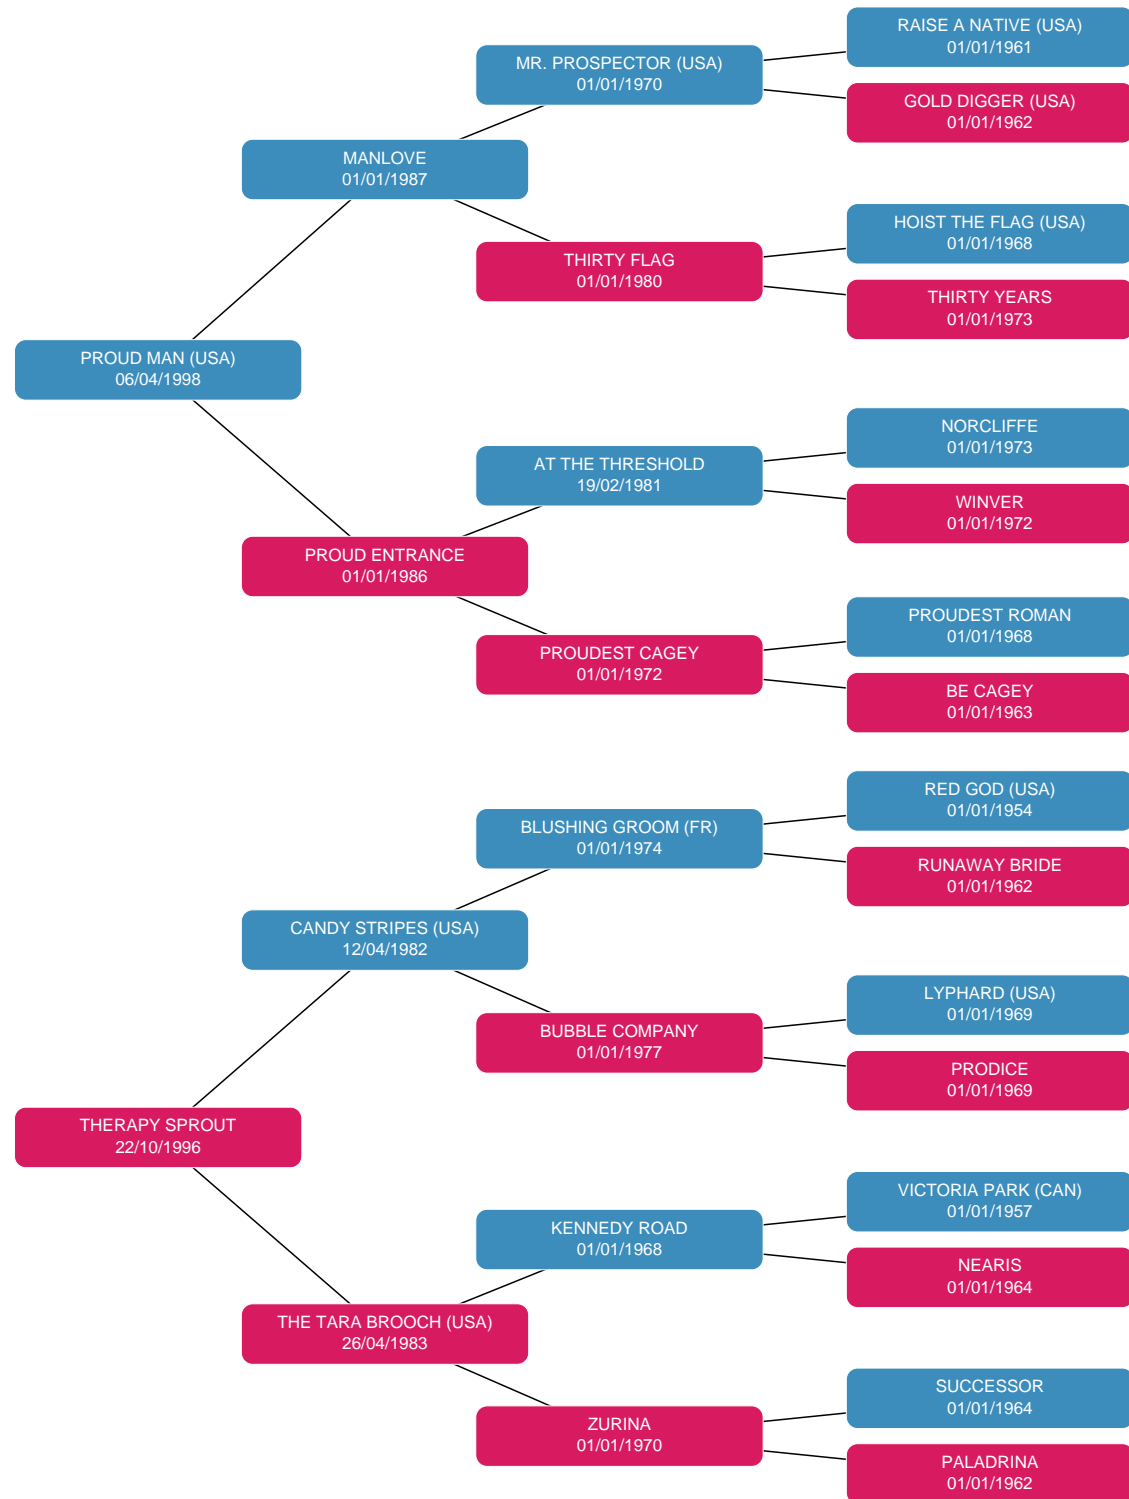 RAISE A NATIVE (USA)
01/01/1961
MR. PROSPECTOR (USA)
01/01/1970
GOLD DIGGER (USA)
01/01/1962
MANLOVE
01/01/1987
HOIST THE FLAG (USA)
01/01/1968
THIRTY FLAG
01/01/1980
THIRTY YEARS
01/01/1973
PROUD MAN (USA)
06/04/1998
NORCLIFFE
01/01/1973
AT THE THRESHOLD
19/02/1981
WINVER
01/01/1972
PROUD ENTRANCE
01/01/1986
PROUDEST ROMAN
01/01/1968
PROUDEST CAGEY
01/01/1972
BE CAGEY
01/01/1963
RED GOD (USA)
01/01/1954
BLUSHING GROOM (FR)
01/01/1974
RUNAWAY BRIDE
01/01/1962
CANDY STRIPES (USA)
12/04/1982
LYPHARD (USA)
01/01/1969
BUBBLE COMPANY
01/01/1977
PRODICE
01/01/1969
THERAPY SPROUT
22/10/1996
VICTORIA PARK (CAN)
01/01/1957
KENNEDY ROAD
01/01/1968
NEARIS
01/01/1964
THE TARA BROOCH (USA)
26/04/1983
SUCCESSOR
01/01/1964
ZURINA
01/01/1970
PALADRINA
01/01/1962